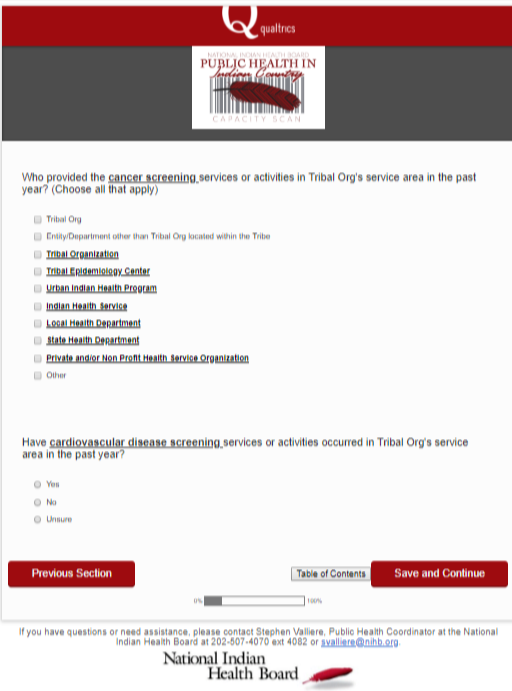 Q qualtrics
NATIONAL INDIAN HEALTH BOARD
PUBLIC HEALTH IN
Indian Country
CAPACITY SCAN
Who provided the cancer screening services or activities in Tribal Org's service area in the past
year? (Choose all that apply)
Tribal Org
Entity/Department other than Tribal Org located within the Tribe
Tribal Organization
Tribal Epidemiology Center
Urban Indian Health Program
Indian Health Service
Local Health Department
State Health Department
Private and/or Non Profit Health Service Organization
Other
Have cardiovascular disease screening services or activities occurred in Tribal Org's service
area in the past year?
Yes
No
Unsure
Previous Section
Table of Contents
Save and Continue
0% 100%
If you have questions or need assistance, please contact Stephen Valliere, Public Health Coordinator at the National
Indian Health Board at 202-507-4070 ext 4082 or svalliere@nihb.org.
National Indian
Health Board